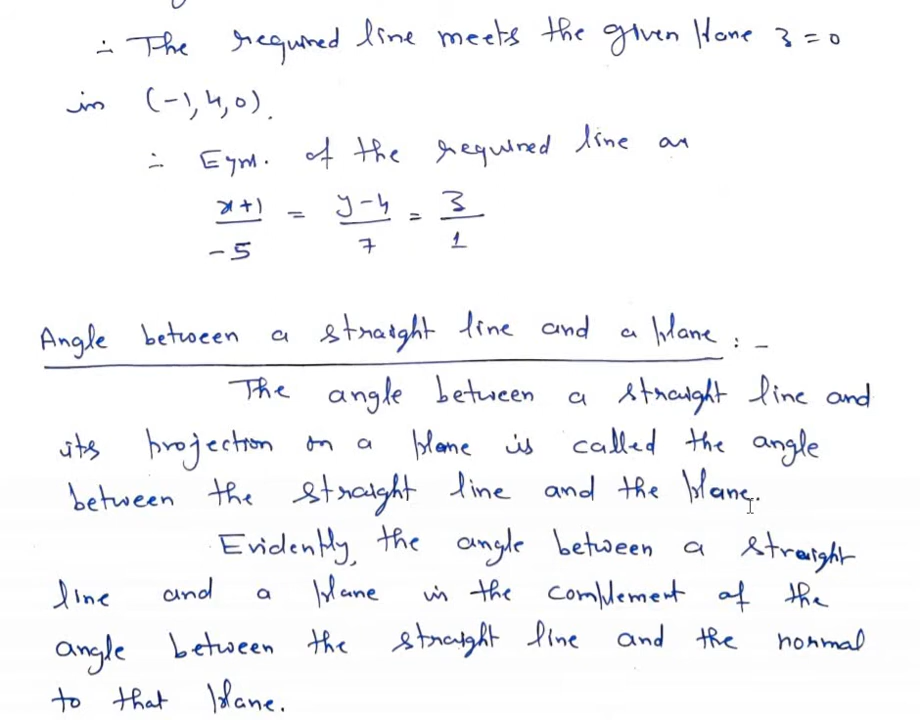 ∴ The required line meets the given plane z = 0
in (-1, 4, 0).
∴ Eqn. of the required line are
x+1/-5 = y-4/7 = z/1
Angle between a straight line and a plane : -
The angle between a straight line and
its projection on a plane is called the angle
between the straight line and the plane.
Evidently, the angle between a straight
line and a plane is the complement of the
angle between the straight line and the normal
to that plane.